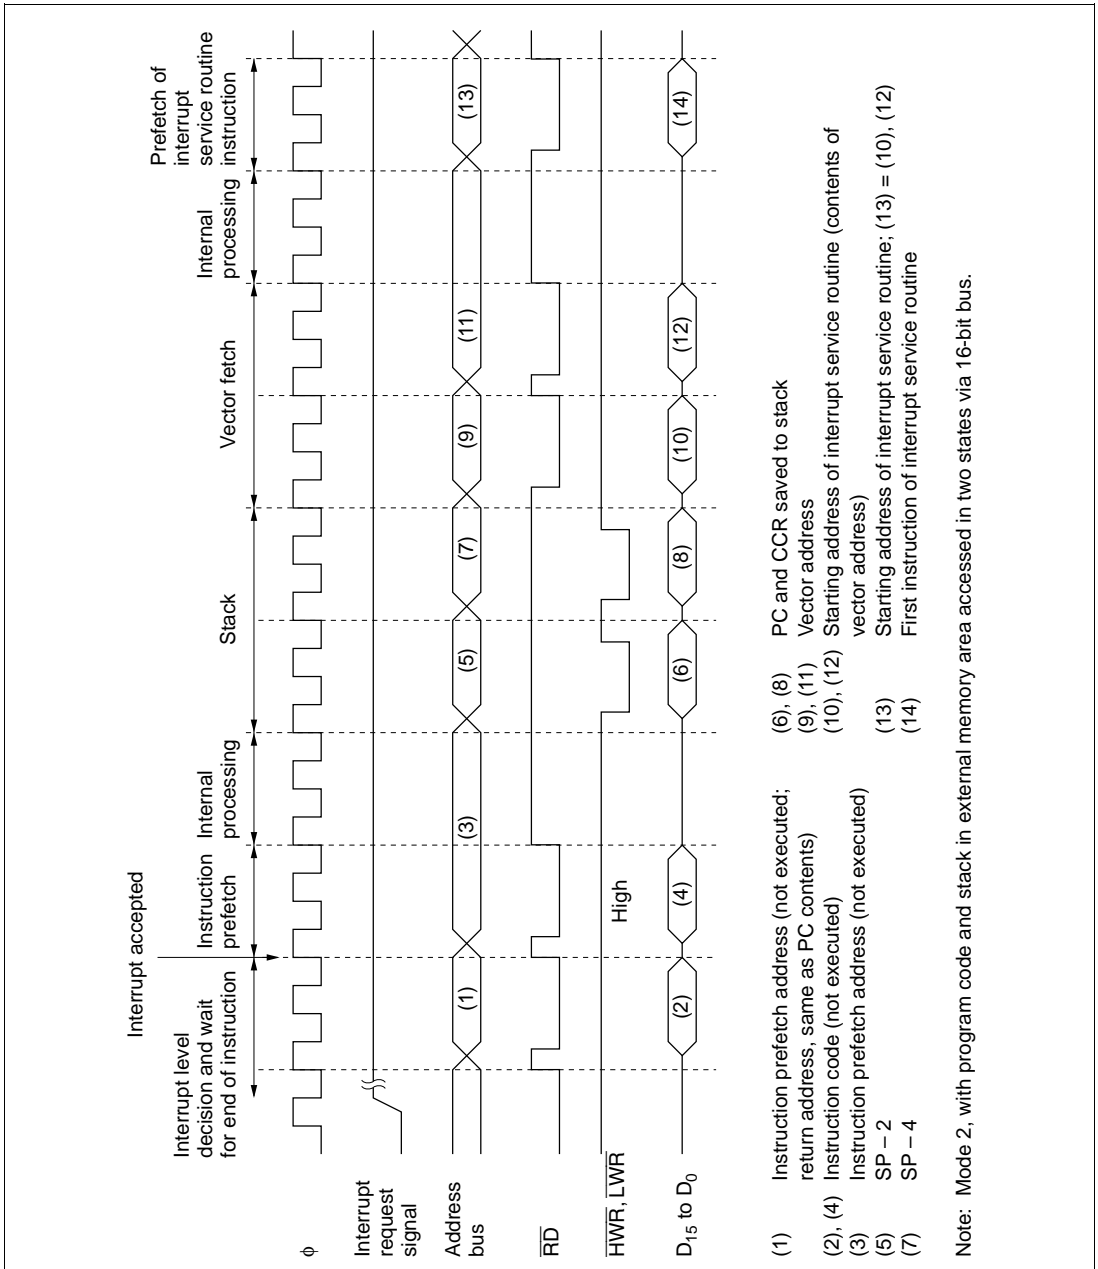 Interrupt accepted
Interrupt level
decision and wait
for end of instruction
Instruction
prefetch
Internal
processing
Stack
Vector fetch
Internal
processing
Prefetch of
interrupt
service routine
instruction
φ
Interrupt
request
signal
Address
bus
(1)
(3)
(5)
(7)
(9)
(11)
(13)
RD
HWR, LWR
High
D15 to D0
(2)
(4)
(6)
(8)
(10)
(12)
(14)
(1) Instruction prefetch address (not executed;
return address, same as PC contents)
(2), (4) Instruction code (not executed)
(3) Instruction prefetch address (not executed)
(5) SP – 2
(7) SP – 4
(6), (8) PC and CCR saved to stack
(9), (11) Vector address
(10), (12) Starting address of interrupt service routine (contents of
vector address)
(13) Starting address of interrupt service routine; (13) = (10), (12)
(14) First instruction of interrupt service routine
Note: Mode 2, with program code and stack in external memory area accessed in two states via 16-bit bus.